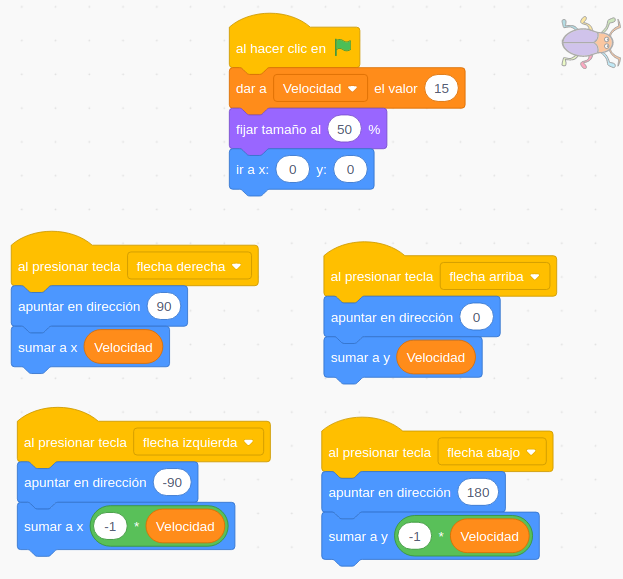 al hacer clic en
dar a Velocidad el valor 15
fijar tamaño al 50 %
ir a x: 0 y: 0
al presionar tecla flecha derecha
apuntar en dirección 90
sumar a x Velocidad
al presionar tecla flecha arriba
apuntar en dirección 0
sumar a y Velocidad
al presionar tecla flecha izquierda
apuntar en dirección -90
sumar a x -1 * Velocidad
al presionar tecla flecha abajo
apuntar en dirección 180
sumar a y -1 * Velocidad